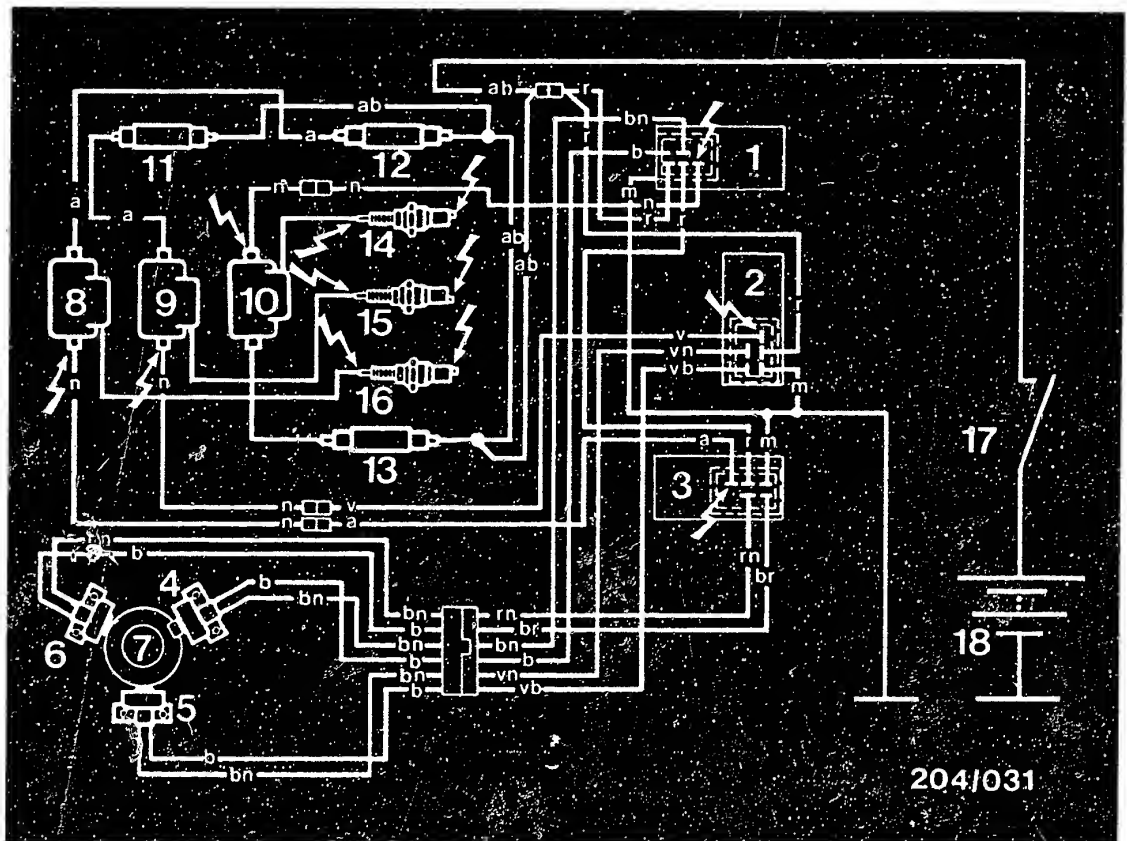 ab r
ab bn
a 1
11 12 b
m n m
n
r r
14
a a ab
ab 2
8 9 10 r
15 v
vn
vb
n n 16 m
17
13 a r m
3
n v
n a rn
bn br
b
4 b
bn
bn rn
6 7 b br
bn bn 18
b b
bn vn
5 b vb
b
bn
204/031